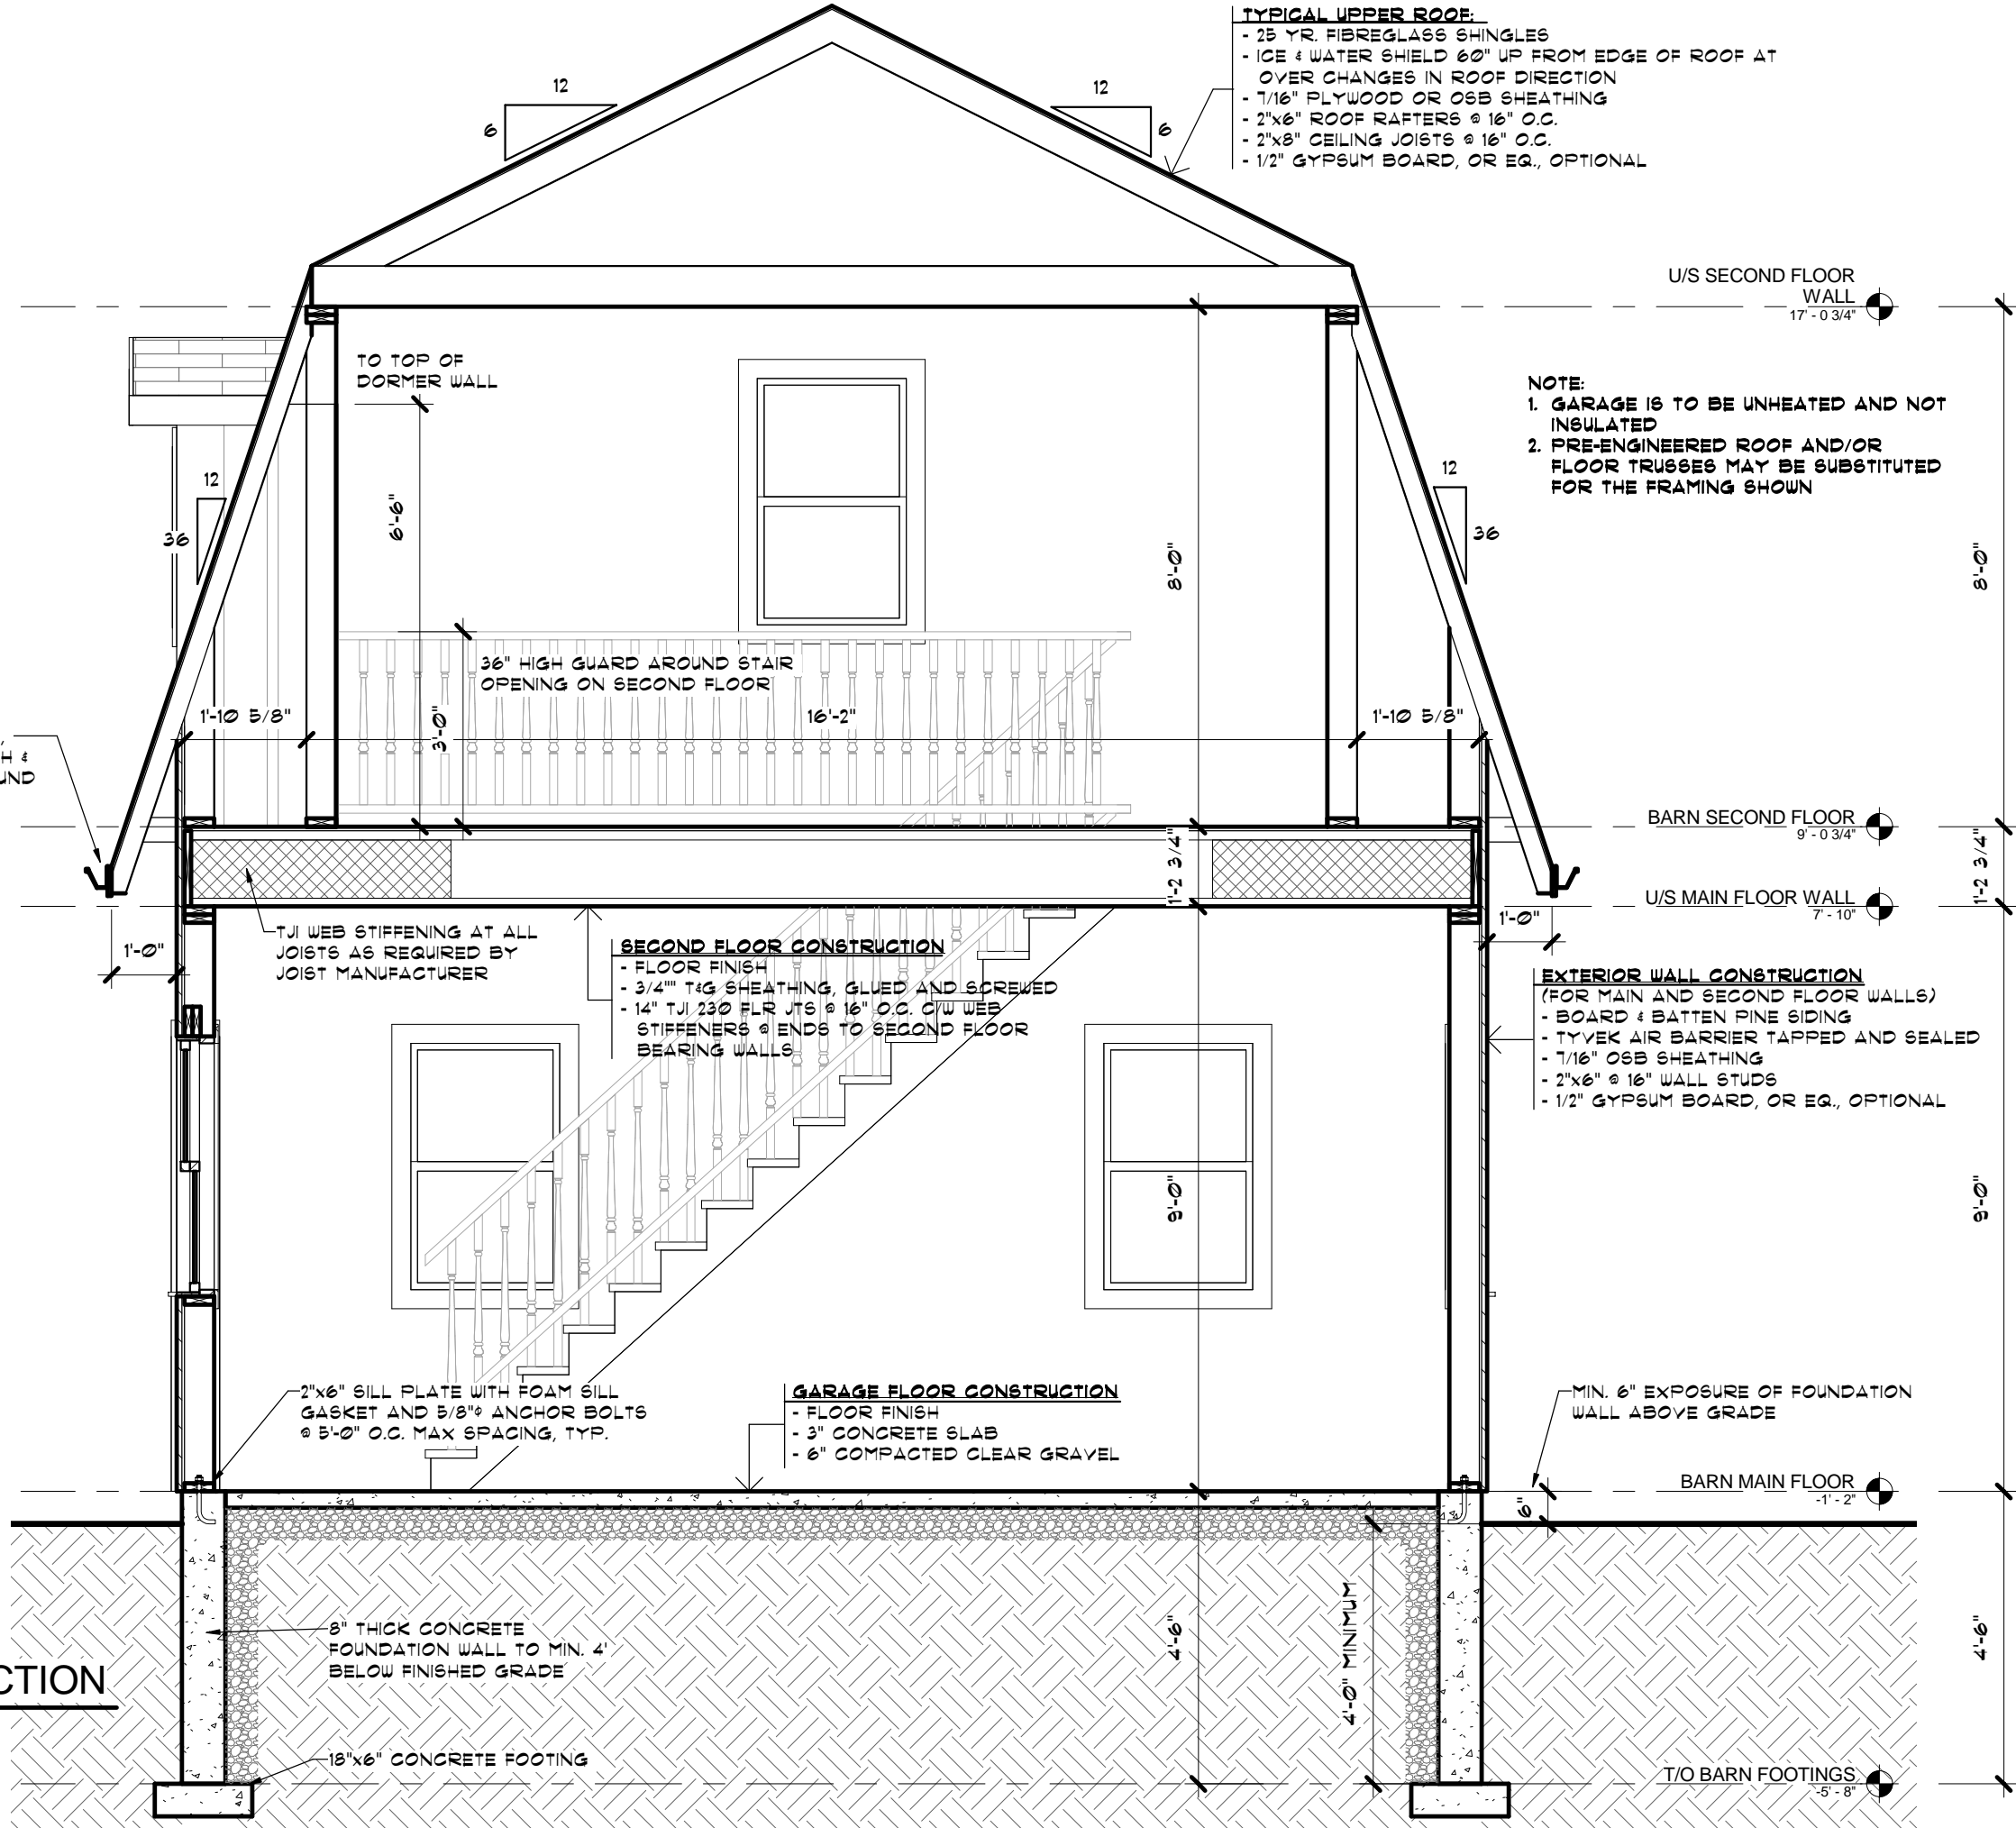 TYPICAL UPPER ROOF:
- 25 YR. FIBREGLASS SHINGLES
- ICE & WATER SHIELD 60" UP FROM EDGE OF ROOF AT
OVER CHANGES IN ROOF DIRECTION
- 7/16" PLYWOOD OR OSB SHEATHING
- 2"x6" ROOF RAFTERS @ 16" O.C.
- 2"x8" CEILING JOISTS @ 16" O.C.
- 1/2" GYPSUM BOARD, OR EQ., OPTIONAL
12
6
12
6
U/S SECOND FLOOR
WALL
17' - 0 3/4"
TO TOP OF
DORMER WALL
NOTE:
1. GARAGE IS TO BE UNHEATED AND NOT
INSULATED
2. PRE-ENGINEERED ROOF AND/OR
FLOOR TRUSSES MAY BE SUBSTITUTED
FOR THE FRAMING SHOWN
12
36
12
36
6'-6"
8'-0"
8'-0"
36" HIGH GUARD AROUND STAIR
OPENING ON SECOND FLOOR
1'-10 5/8"
3'-0"
16'-2"
1'-10 5/8"
H &
UND
BARN SECOND FLOOR
9' - 0 3/4"
1'-2 3/4"
1'-2 3/4"
U/S MAIN FLOOR WALL
7' - 10"
1'-0"
1'-0"
TJI WEB STIFFENING AT ALL
JOISTS AS REQUIRED BY
JOIST MANUFACTURER
SECOND FLOOR CONSTRUCTION
- FLOOR FINISH
- 3/4"" T&G SHEATHING, GLUED AND SCREWED
- 14" TJI 230 FLR JTS @ 16" O.C. C/W WEB
STIFFENERS @ ENDS TO SECOND FLOOR
BEARING WALLS
EXTERIOR WALL CONSTRUCTION
(FOR MAIN AND SECOND FLOOR WALLS)
- BOARD & BATTEN PINE SIDING
- TYVEK AIR BARRIER TAPPED AND SEALED
- 7/16" OSB SHEATHING
- 2"x6" @ 16" WALL STUDS
- 1/2" GYPSUM BOARD, OR EQ., OPTIONAL
9'-0"
9'-0"
2"x6" SILL PLATE WITH FOAM SILL
GASKET AND 5/8"ϕ ANCHOR BOLTS
@ 5'-0" O.C. MAX SPACING, TYP.
GARAGE FLOOR CONSTRUCTION
- FLOOR FINISH
- 3" CONCRETE SLAB
- 6" COMPACTED CLEAR GRAVEL
MIN. 6" EXPOSURE OF FOUNDATION
WALL ABOVE GRADE
BARN MAIN FLOOR
-1' - 2"
6"
8" THICK CONCRETE
FOUNDATION WALL TO MIN. 4'
BELOW FINISHED GRADE
4'-6"
4'-0" MINIMUM
4'-6"
CTION
18"x6" CONCRETE FOOTING
T/O BARN FOOTINGS
-5' - 8"